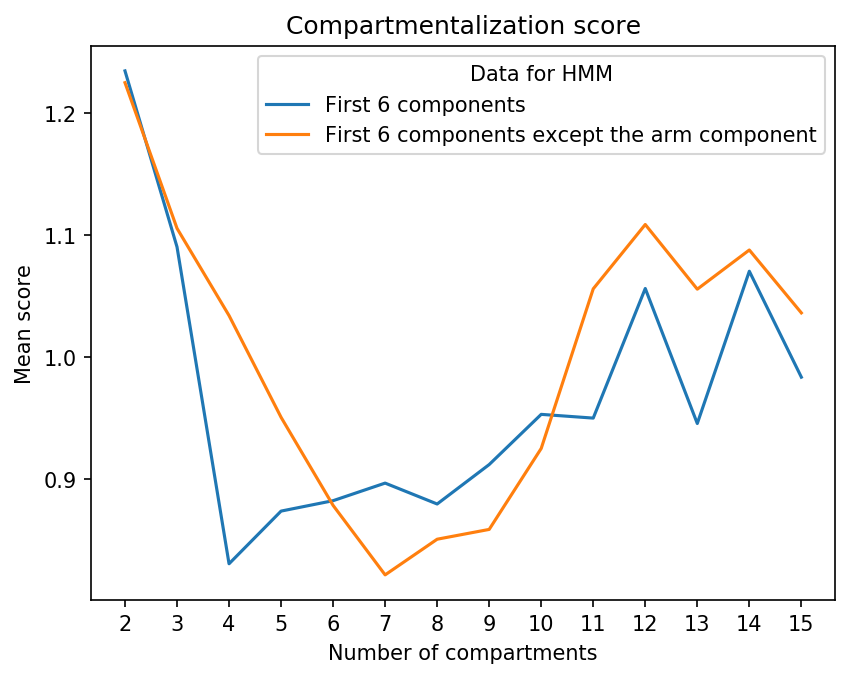 Compartmentalization score
Data for HMM
First 6 components
First 6 components except the arm component
Mean score
1.2
1.1
1.0
0.9
2 3 4 5 6 7 8 9 10 11 12 13 14 15
Number of compartments